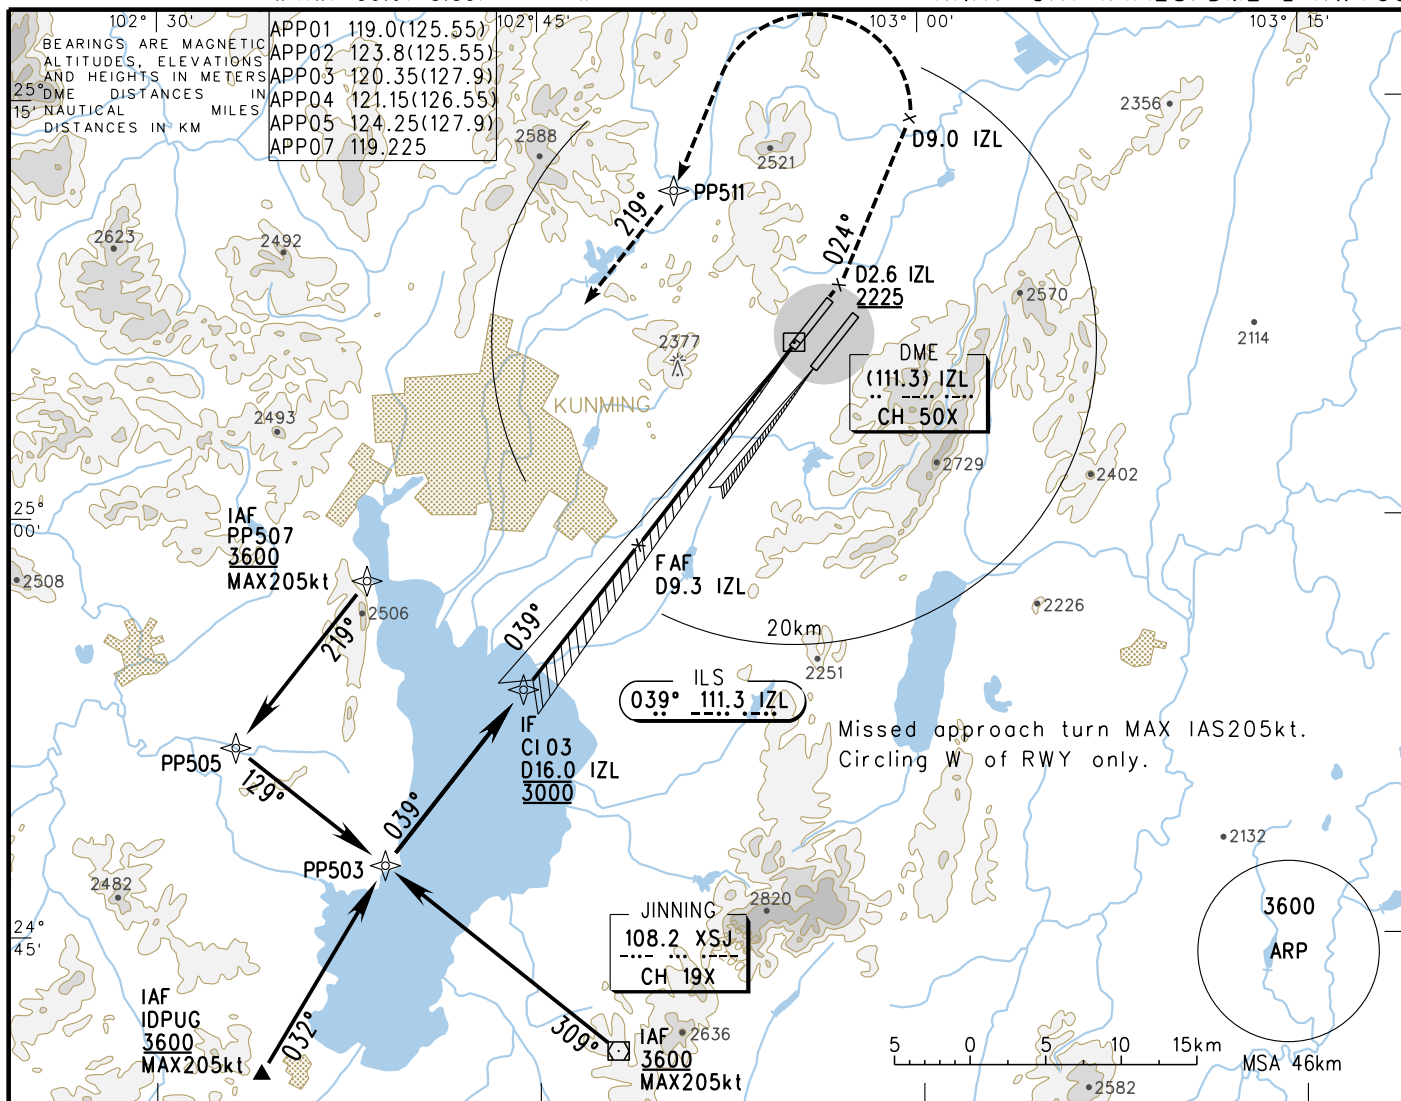 102° 30'
102° 45'
103° 00'
103° 15'
BEARINGS ARE MAGNETIC
ALTITUDES, ELEVATIONS
AND HEIGHTS IN METERS
DME DISTANCES IN
NAUTICAL MILES
DISTANCES IN KM
APP01 119.0(125.55)
APP02 123.8(125.55)
APP03 120.35(127.9)
APP04 121.15(126.55)
APP05 124.25(127.9)
APP07 119.225
25°
15'
2588
2521
2356
D9.0 IZL
PP511
219°
024°
2623
2492
D2.6 IZL
2225
2570
2114
2377
DME
(111.3) IZL
CH 50X
KUNMING
2493
2729
2402
25°
00'
IAF
PP507
3600
MAX205kt
2508
2506
FAF
D9.3 IZL
2226
20km
2251
219°
039°
ILS
039° 111.3 IZL
IF
CI03
D16.0 IZL
3000
Missed approach turn MAX IAS205kt.
Circling W of RWY only.
PP505
129°
039°
PP503
2132
2482
2820
24°
45'
JINNING
108.2 XSJ
CH 19X
3600
ARP
MSA 46km
IAF
IDPUG
3600
MAX205kt
032°
309°
2636
IAF
3600
MAX205kt
5 0 5 10 15km
2582